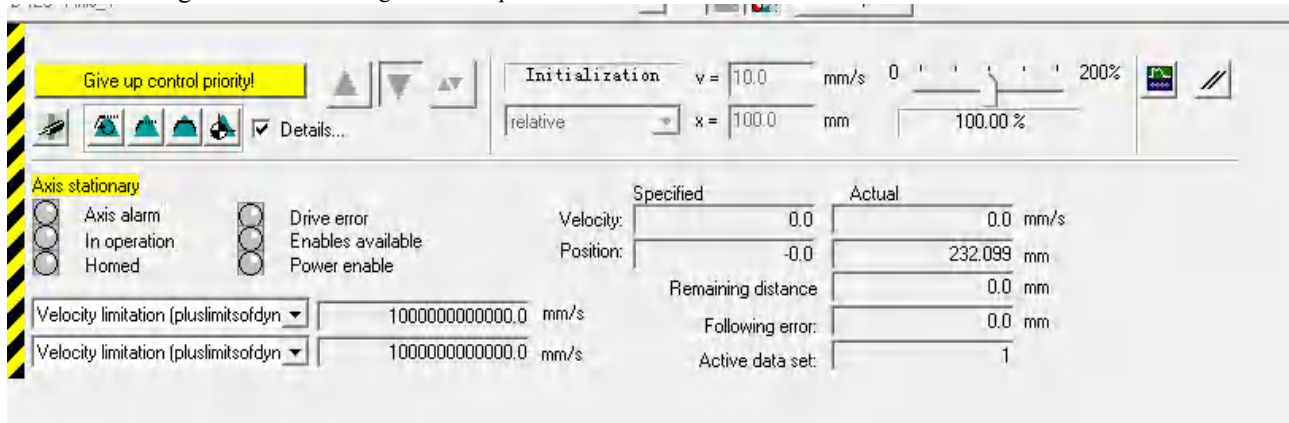 Give up control priority!
Initialization v = 10.0 mm/s 0 200%
Details... relative x = 100.0 mm 100.00 %
Axis stationary
Specified Actual
Axis alarm Drive error Velocity: 0.0 0.0 mm/s
In operation Enables available Position: -0.0 232.099 mm
Homed Power enable
Remaining distance 0.0 mm
Velocity limitation (pluslimitsofdyn 1000000000000.0 mm/s
Following error: 0.0 mm
Velocity limitation (pluslimitsofdyn 1000000000000.0 mm/s
Active data set: 1